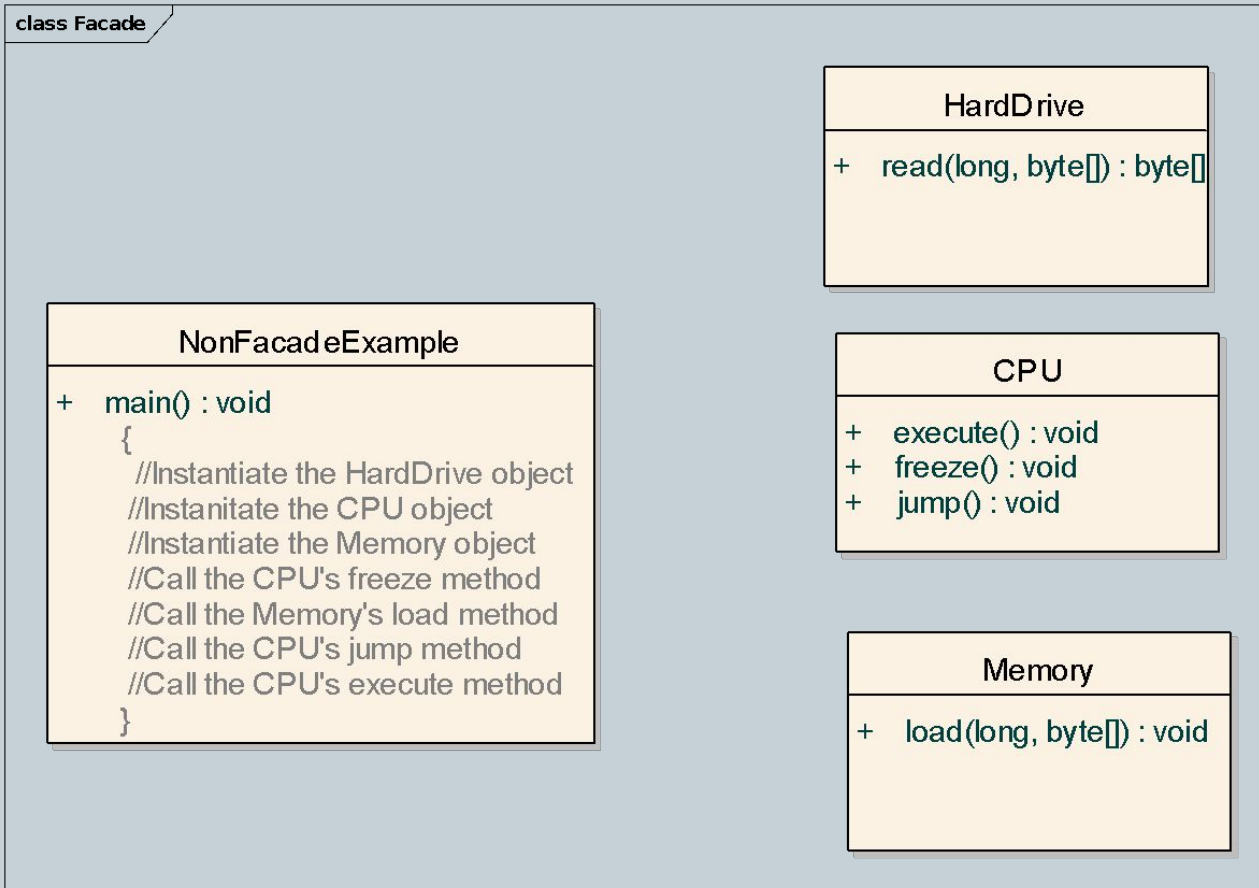 class Facade
HardDrive
+ read(long, byte[]) : byte[]
NonFacadeExample
+ main() : void
{
//Instantiate the HardDrive object
//Instanitate the CPU object
//Instantiate the Memory object
//Call the CPU's freeze method
//Call the Memory's load method
//Call the CPU's jump method
//Call the CPU's execute method
}
CPU
+ execute() : void
+ freeze() : void
+ jump() : void
Memory
+ load(long, byte[]) : void